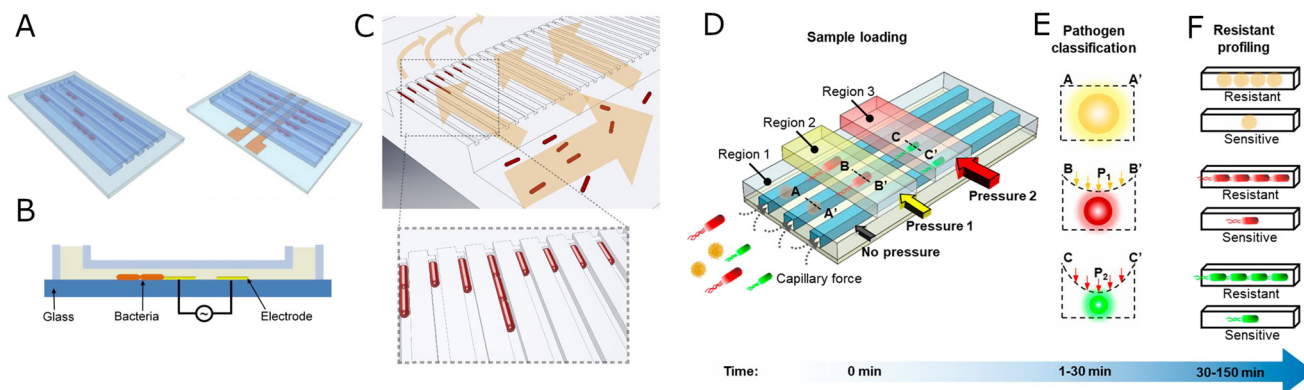 A
B
Glass
Bacteria
~
Electrode
C
D
Sample loading
Region 3
Region 2
Region 1
C
C'
B
B'
A
A'
Pressure 2
Pressure 1
No pressure
Capillary force
E
Pathogen
classification
A
A'
B
P1
B'
C
P2
C'
F
Resistant
profiling
Resistant
Sensitive
Resistant
Sensitive
Resistant
Sensitive
Time:
0 min
1-30 min
30-150 min